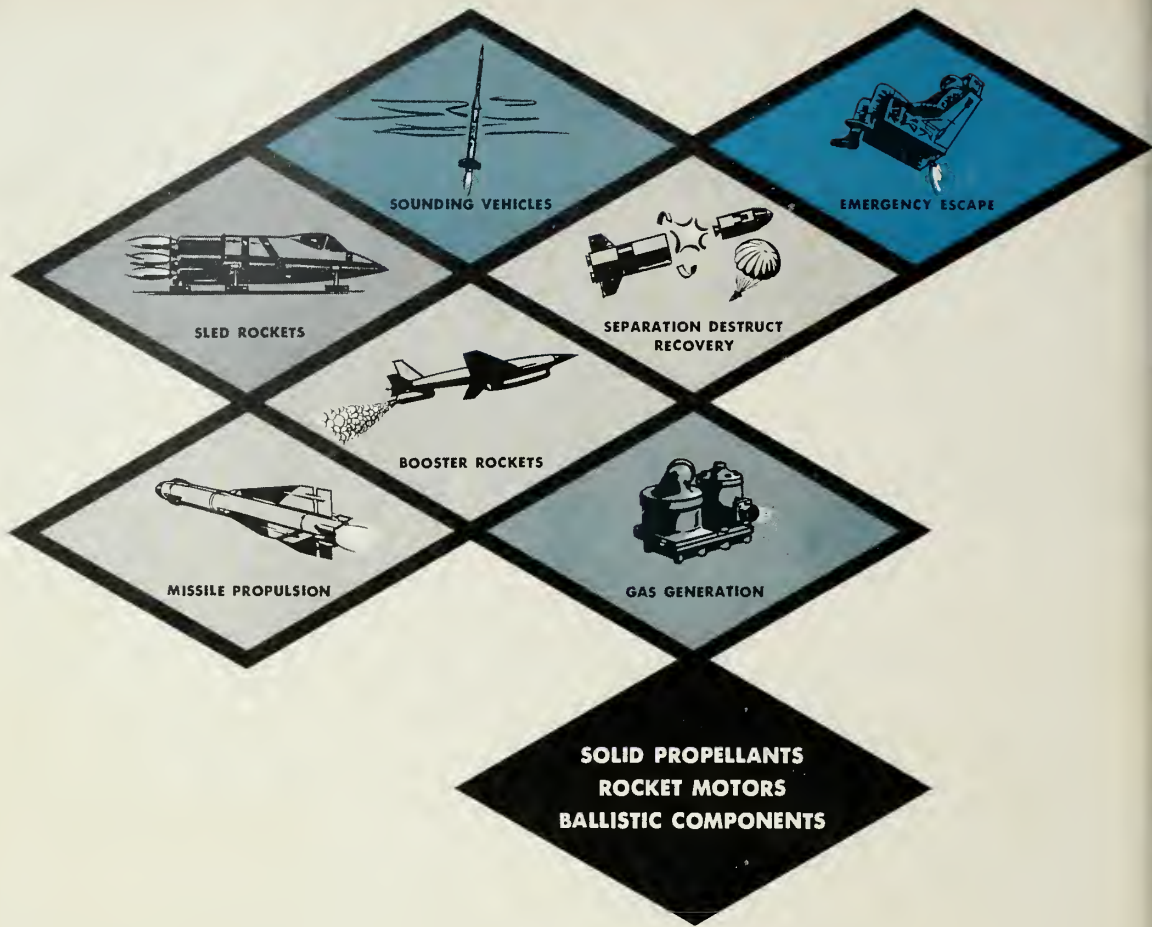 SOUNDING VEHICLES
EMERGENCY ESCAPE
SLED ROCKETS
SEPARATION DESTRUCT
RECOVERY
BOOSTER ROCKETS
MISSILE PROPULSION
GAS GENERATION
SOLID PROPELLANTS
ROCKET MOTORS
BALLISTIC COMPONENTS